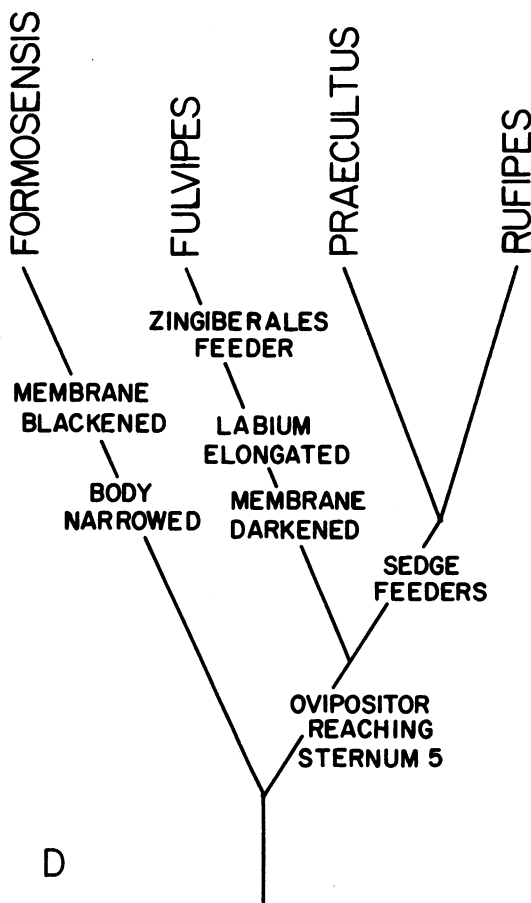 FORMOSENSIS
FULVIPES
PRAECULTUS
RUFIPES
ZINGIBERALES
FEEDER
MEMBRANE
BLACKENED
LABIUM
ELONGATED
BODY
NARROWED
MEMBRANE
DARKENED
SEDGE
FEEDERS
OVIPOSITOR
REACHING
STERNUM 5
D